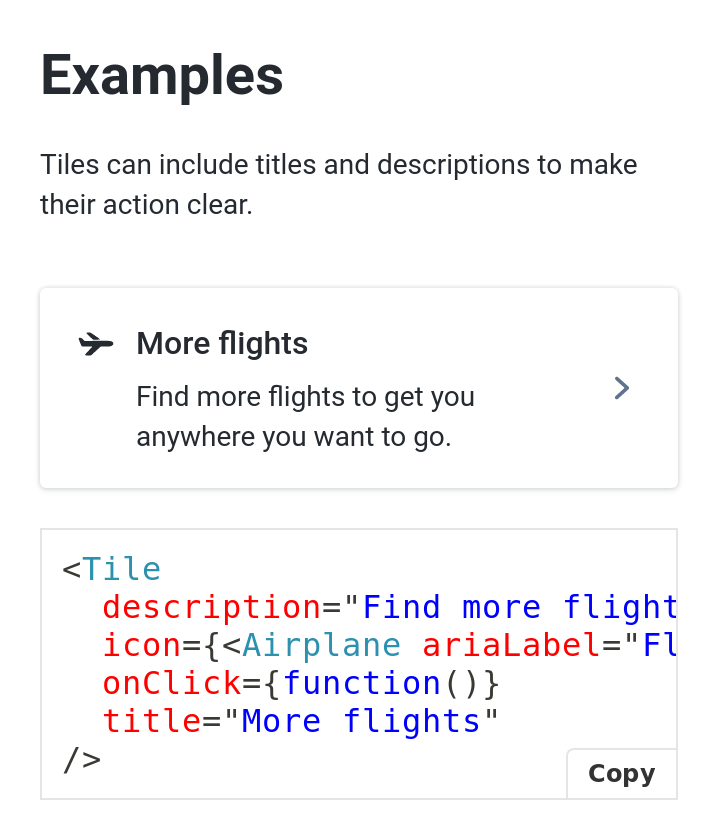 Examples
Tiles can include titles and descriptions to make
their action clear.
More flights
Find more flights to get you
anywhere you want to go.
<Tile
description="Find more flight
icon={<Airplane ariaLabel="Fl
onClick={function()}
title="More flights"
/>
Copy